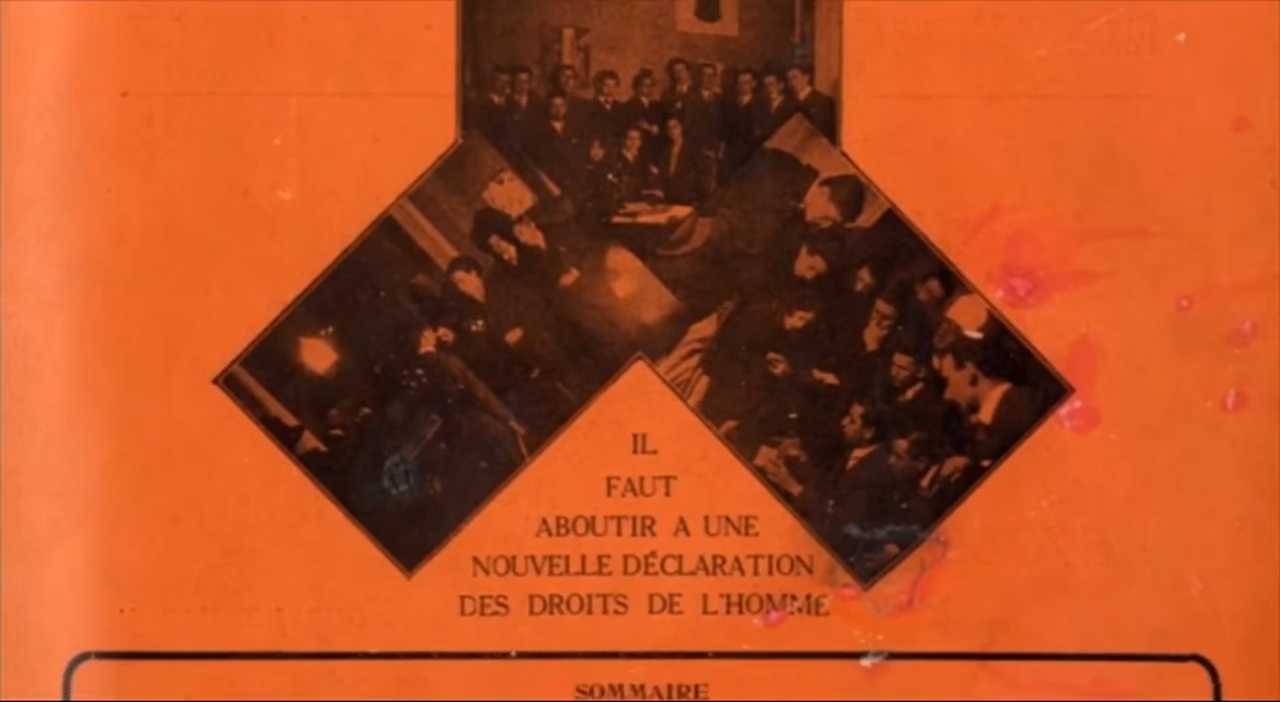 IL
FAUT
ABOUTIR A UNE
NOUVELLE DÉCLARATION
DES DROITS DE L'HOMME
SOMMAIRE